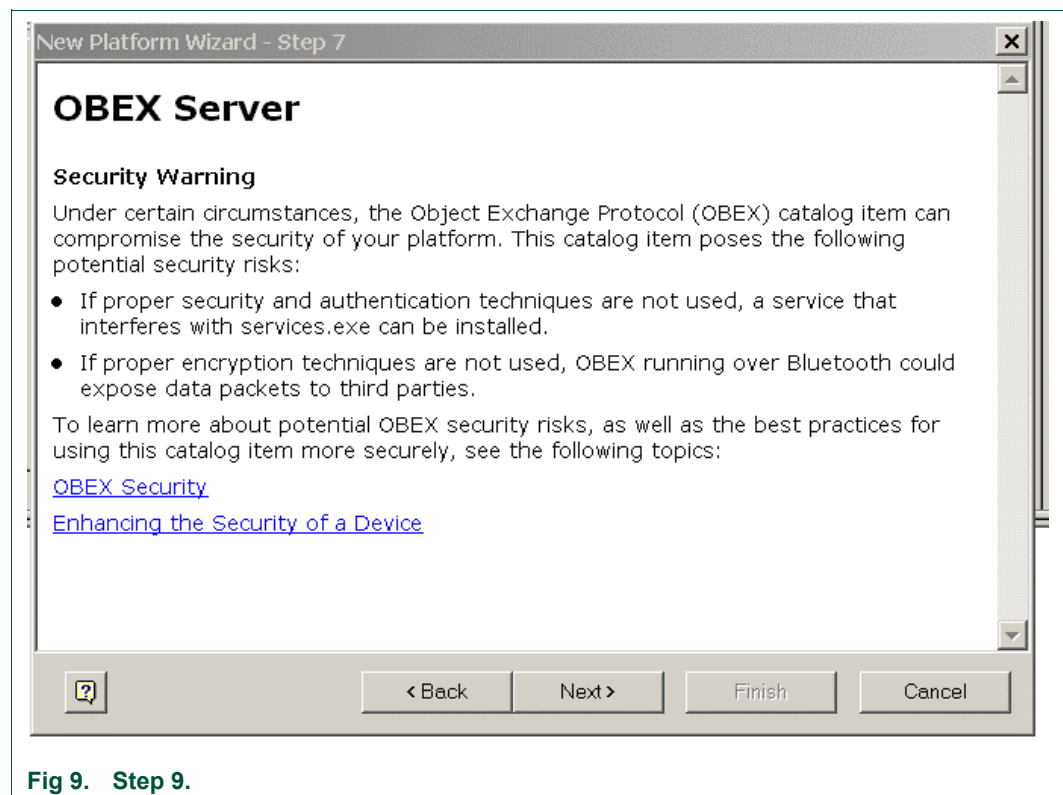 New Platform Wizard - Step 7
OBEX Server
Security Warning
Under certain circumstances, the Object Exchange Protocol (OBEX) catalog item can
compromise the security of your platform. This catalog item poses the following
potential security risks:
● If proper security and authentication techniques are not used, a service that
interferes with services.exe can be installed.
● If proper encryption techniques are not used, OBEX running over Bluetooth could
expose data packets to third parties.
To learn more about potential OBEX security risks, as well as the best practices for
using this catalog item more securely, see the following topics:
OBEX Security
Enhancing the Security of a Device
< Back Next > Finish Cancel
Fig 9. Step 9.